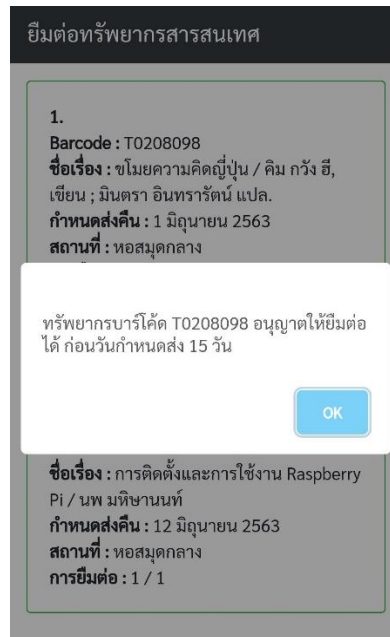 ยืมต่อทรัพยากรสารสนเทศ
1.
Barcode : T0208098
ชื่อเรื่อง : ขโมยความคิดญี่ปุ่น / คิม กวัง ฮี,
เขียน ; มินตรา อินทรารัตน์ แปล.
กำหนดส่งคืน : 1 มิถุนายน 2563
สถานที่ : หอสมุดกลาง
ทรัพยากรบาร์โค้ด T0208098 อนุญาตให้ยืมต่อ
ได้ ก่อนวันกำหนดส่ง 15 วัน
OK
ชื่อเรื่อง : การติดตั้งและการใช้งาน Raspberry
Pi / นพ มหิษานนท์
กำหนดส่งคืน : 12 มิถุนายน 2563
สถานที่ : หอสมุดกลาง
การยืมต่อ : 1 / 1